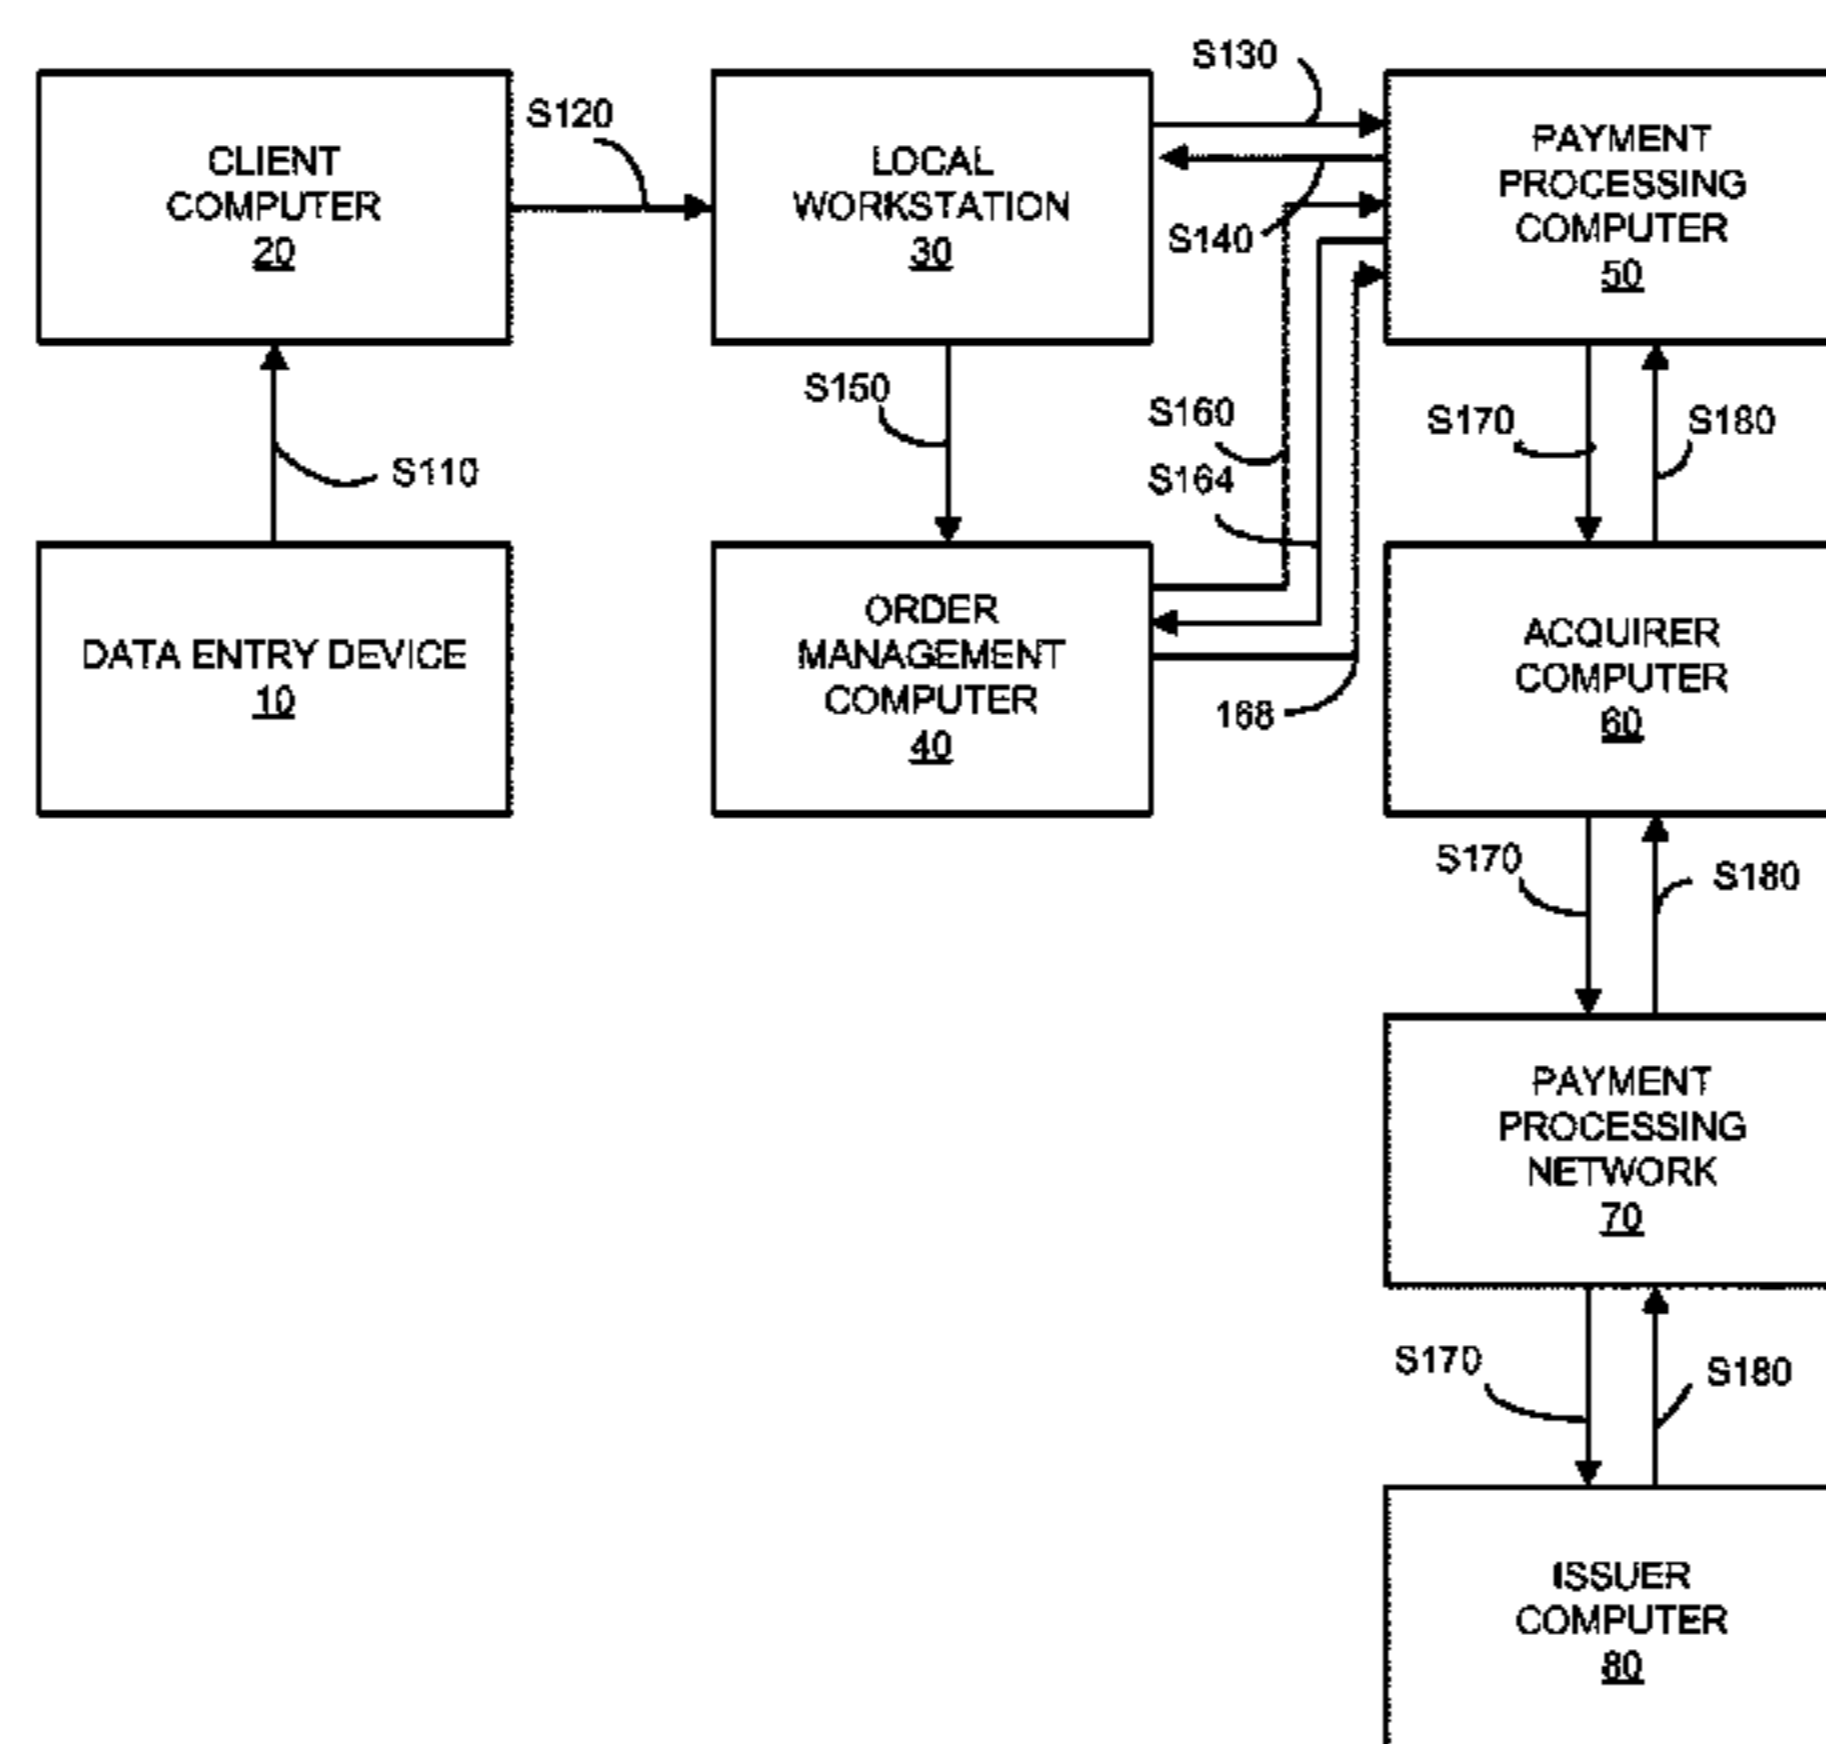 S130
CLIENT
COMPUTER
20
S120
LOCAL
WORKSTATION
30
PAYMENT
PROCESSING
COMPUTER
50
S140
S150
S160
S164
S170
S180
S110
DATA ENTRY DEVICE
10
ORDER
MANAGEMENT
COMPUTER
40
168
ACQUIRER
COMPUTER
60
S170
S180
PAYMENT
PROCESSING
NETWORK
70
S170
S180
ISSUER
COMPUTER
80